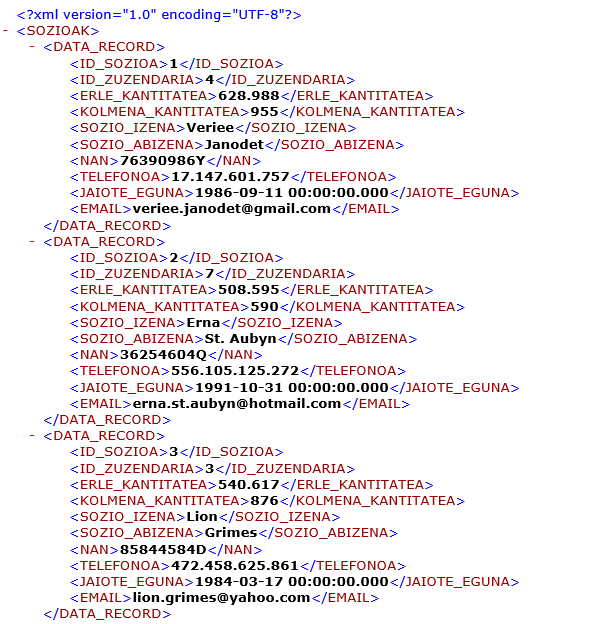 <?xml version="1.0" encoding="UTF-8"?>
- <SOZIOAK>
- <DATA_RECORD>
<ID_SOZIOA>1</ID_SOZIOA>
<ID_ZUZENDARIA>4</ID_ZUZENDARIA>
<ERLE_KANTITATEA>628.988</ERLE_KANTITATEA>
<KOLMENA_KANTITATEA>955</KOLMENA_KANTITATEA>
<SOZIO_IZENA>Veriee</SOZIO_IZENA>
<SOZIO_ABIZENA>Janodet</SOZIO_ABIZENA>
<NAN>76390986Y</NAN>
<TELEFONOA>17.147.601.757</TELEFONOA>
<JAIOTE_EGUNA>1986-09-11 00:00:00.000</JAIOTE_EGUNA>
<EMAIL>veriee.janodet@gmail.com</EMAIL>
</DATA_RECORD>
- <DATA_RECORD>
<ID_SOZIOA>2</ID_SOZIOA>
<ID_ZUZENDARIA>7</ID_ZUZENDARIA>
<ERLE_KANTITATEA>508.595</ERLE_KANTITATEA>
<KOLMENA_KANTITATEA>590</KOLMENA_KANTITATEA>
<SOZIO_IZENA>Erna</SOZIO_IZENA>
<SOZIO_ABIZENA>St. Aubyn</SOZIO_ABIZENA>
<NAN>36254604Q</NAN>
<TELEFONOA>556.105.125.272</TELEFONOA>
<JAIOTE_EGUNA>1991-10-31 00:00:00.000</JAIOTE_EGUNA>
<EMAIL>erna.st.aubyn@hotmail.com</EMAIL>
</DATA_RECORD>
- <DATA_RECORD>
<ID_SOZIOA>3</ID_SOZIOA>
<ID_ZUZENDARIA>3</ID_ZUZENDARIA>
<ERLE_KANTITATEA>540.617</ERLE_KANTITATEA>
<KOLMENA_KANTITATEA>876</KOLMENA_KANTITATEA>
<SOZIO_IZENA>Lion</SOZIO_IZENA>
<SOZIO_ABIZENA>Grimes</SOZIO_ABIZENA>
<NAN>85844584D</NAN>
<TELEFONOA>472.458.625.861</TELEFONOA>
<JAIOTE_EGUNA>1984-03-17 00:00:00.000</JAIOTE_EGUNA>
<EMAIL>lion.grimes@yahoo.com</EMAIL>
</DATA_RECORD>